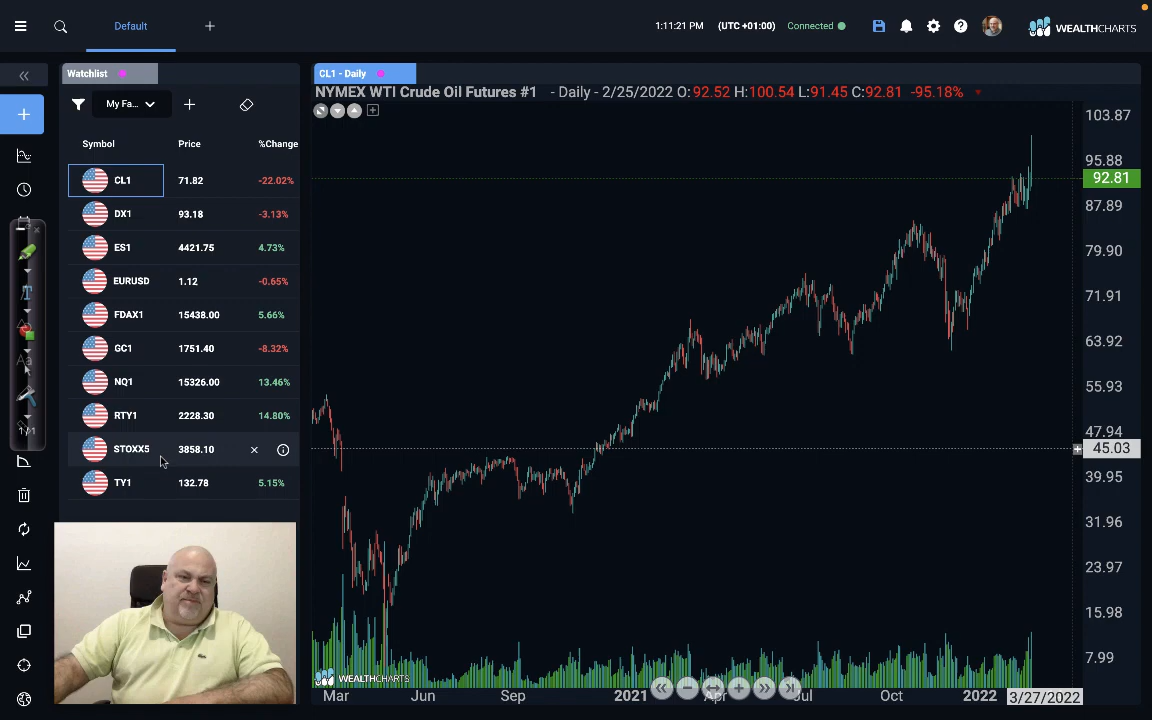 Default
1:11:21 PM (UTC +01:00) Connected
WEALTHCHARTS
Watchlist
CL1 - Daily
My Fa...
NYMEX WTI Crude Oil Futures #1 - Daily - 2/25/2022 O: 92.52 H: 100.54 L: 91.45 C: 92.81 -95.18%
Symbol Price %Change
CL1 71.82 -22.02%
DX1 93.18 -3.13%
ES1 4421.75 4.73%
EURUSD 1.12 -0.65%
FDAX1 15438.00 5.66%
GC1 1751.40 -8.32%
NQ1 15326.00 13.46%
RTY1 2228.30 14.80%
STOXX5 3858.10
TY1 132.78 5.15%
T
Aa
1/1
103.87
95.88
92.81
87.89
79.90
71.91
63.92
55.93
47.94
45.03
39.95
31.96
23.97
15.98
7.99
WEALTHCHARTS
Mar Jun Sep 2021 Apr Jul Oct 2022 3/27/2022